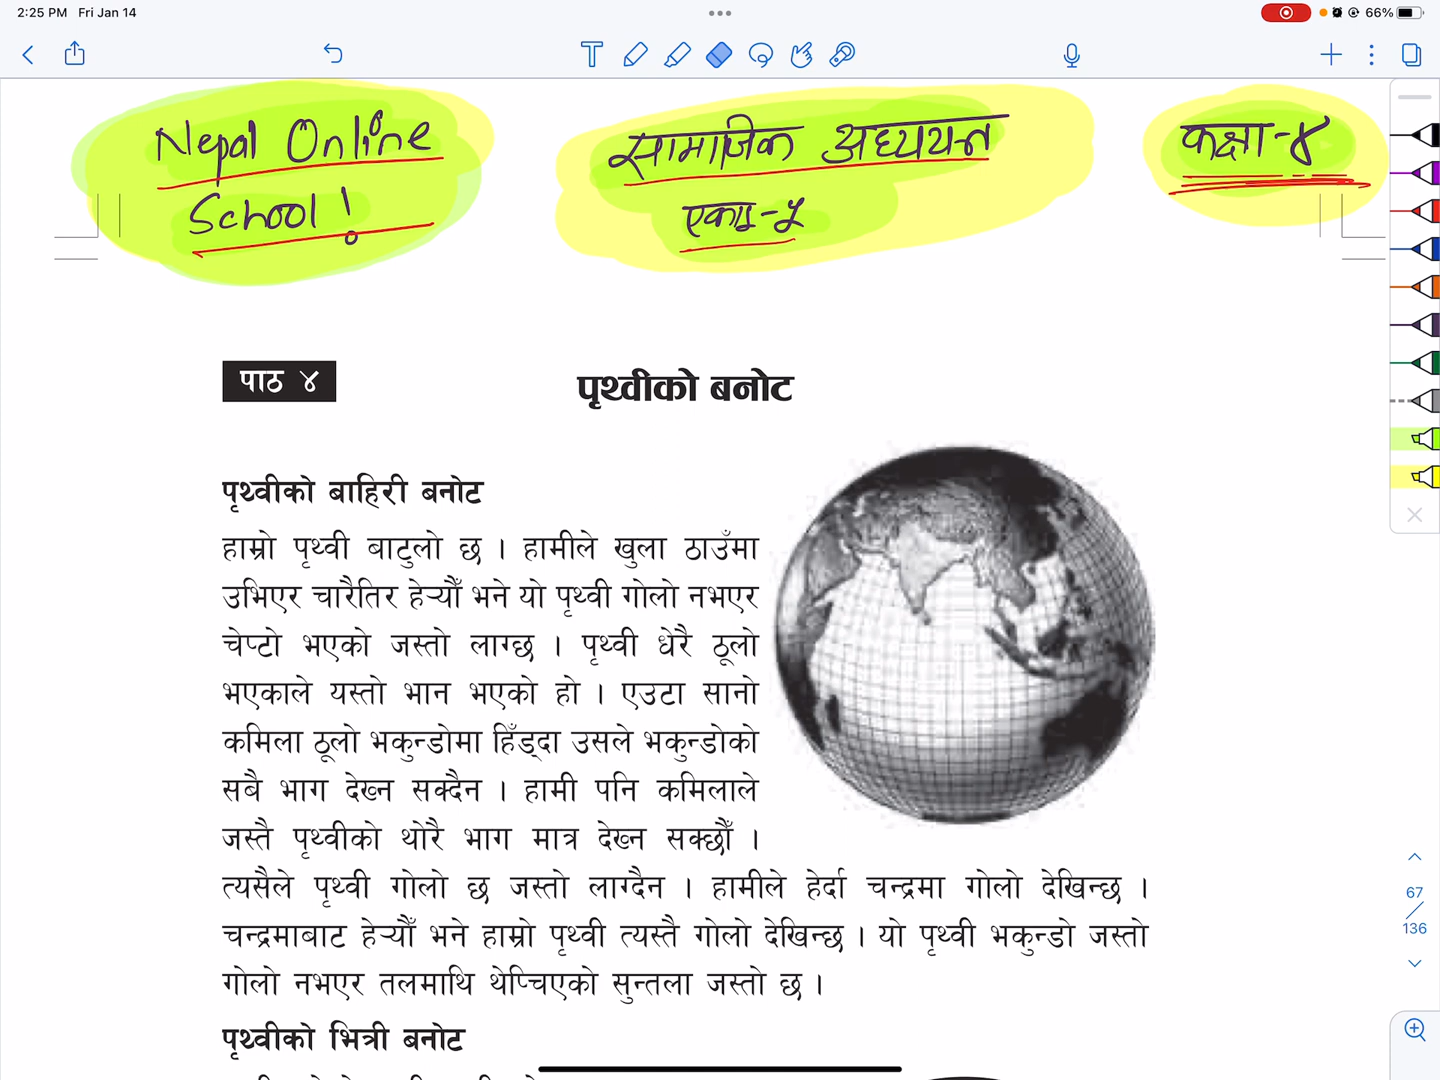 2:25 PM Fri Jan 14
66%
Nepal Online
School!
सामाजिक अध्ययन
एकाइ-५
कक्षा-४
पाठ ४
पृथ्वीको बनोट
पृथ्वीको बाहिरी बनोट
हाम्रो पृथ्वी बाटुलो छ । हामीले खुला ठाउँमा
उभिएर चारैतिर हेर्‍यौँ भने यो पृथ्वी गोलो नभएर
चेप्टो भएको जस्तो लाग्छ । पृथ्वी धेरै ठूलो
भएकाले यस्तो भान भएको हो । एउटा सानो
कमिला ठूलो भकुन्डोमा हिँड्दा उसले भकुन्डोको
सबै भाग देख्न सक्दैन । हामी पनि कमिलाले
जस्तै पृथ्वीको थोरै भाग मात्र देख्न सक्छौँ ।
त्यसैले पृथ्वी गोलो छ जस्तो लाग्दैन । हामीले हेर्दा चन्द्रमा गोलो देखिन्छ ।
चन्द्रमाबाट हेर्‍यौँ भने हाम्रो पृथ्वी त्यस्तै गोलो देखिन्छ । यो पृथ्वी भकुन्डो जस्तो
गोलो नभएर तलमाथि थेप्चिएको सुन्तला जस्तो छ ।
पृथ्वीको भित्री बनोट
67
136